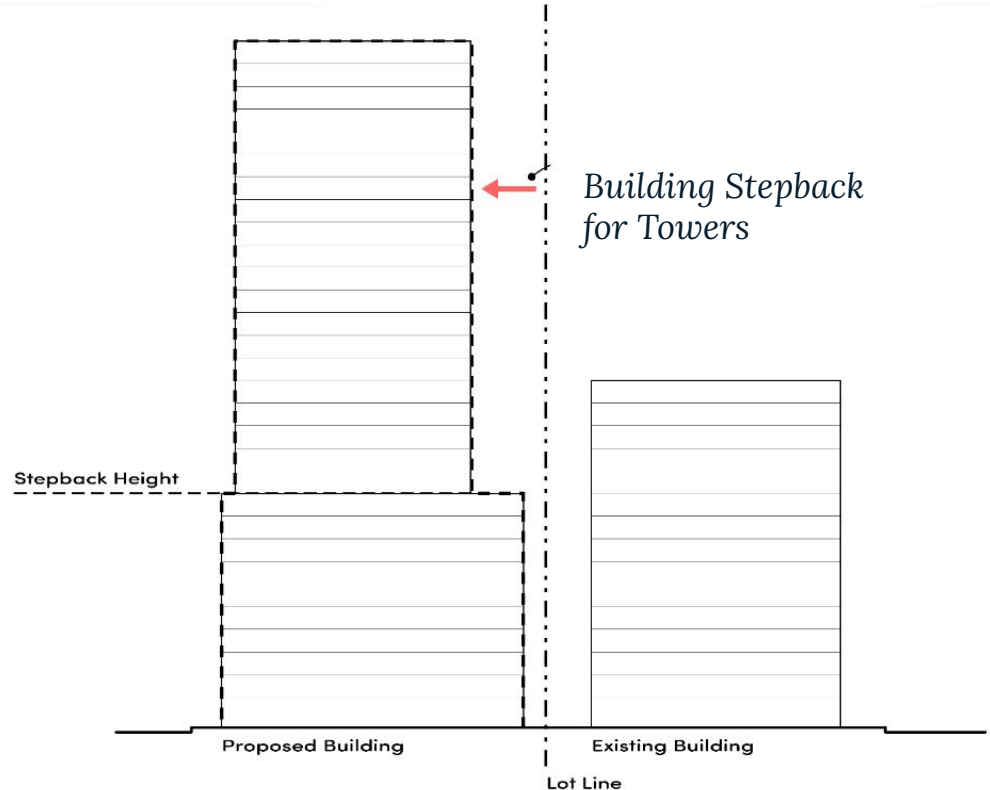 Building Stepback
for Towers
Stepback Height
Proposed Building
Existing Building
Lot Line